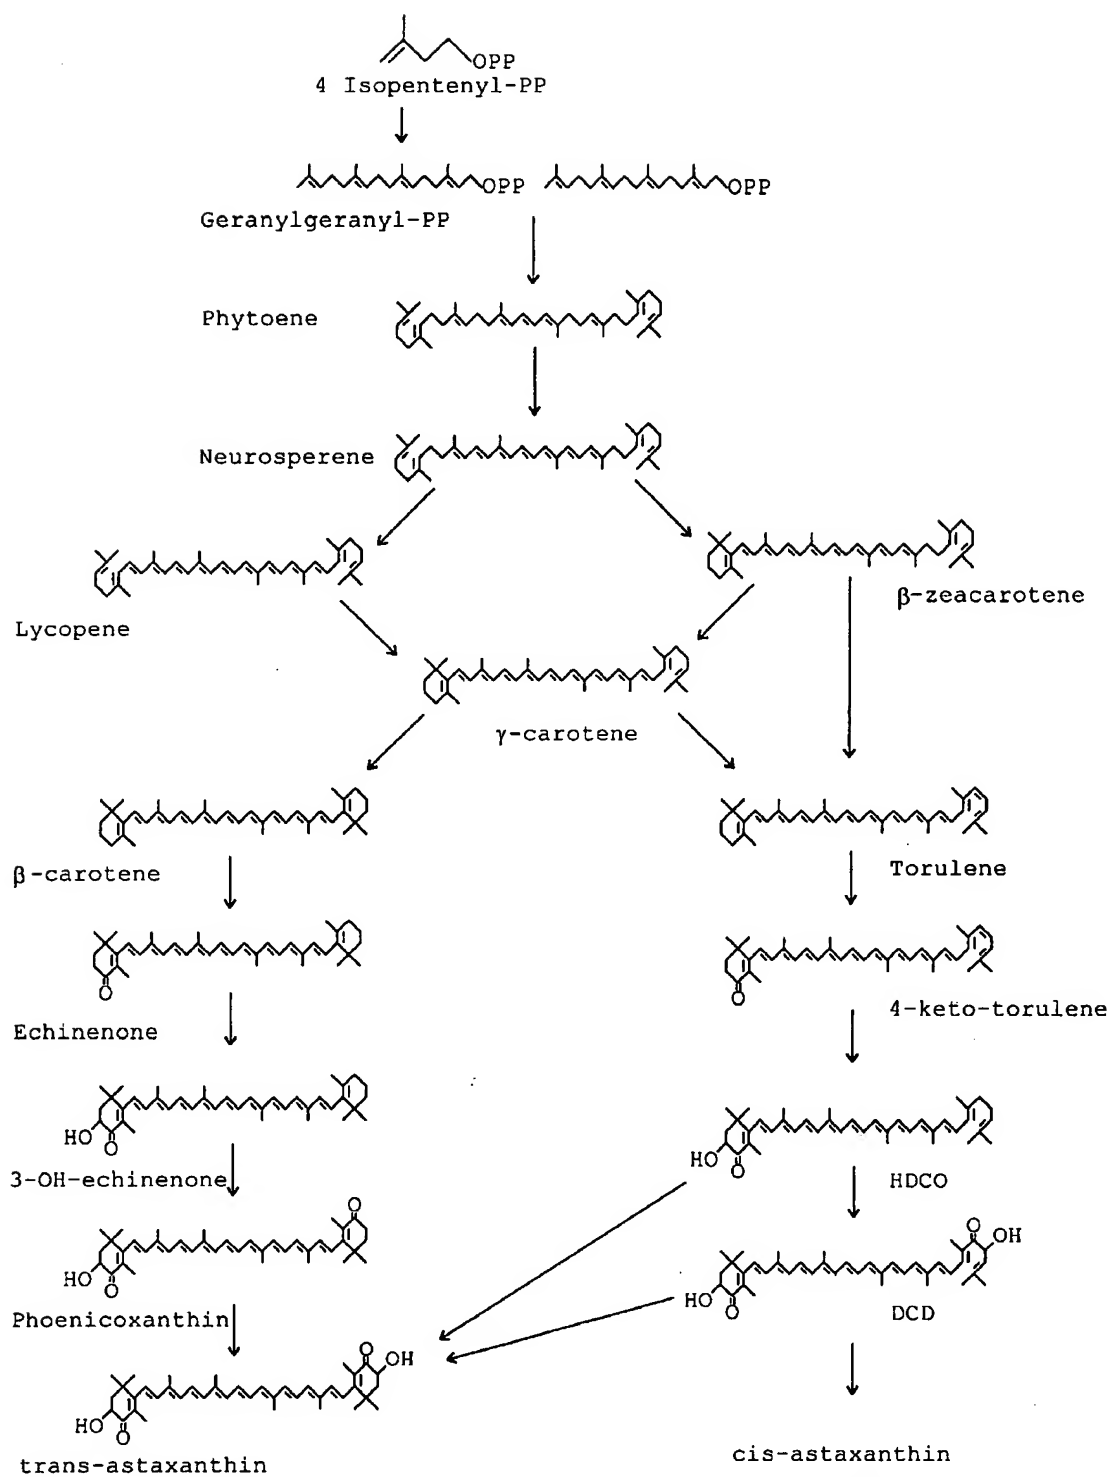 OPP
4 Isopentenyl-PP
OPP
OPP
Geranylgeranyl-PP
Phytoene
Neurosperene
β-zeacarotene
Lycopene
γ-carotene
β-carotene
Torulene
O
O
Echinenone
4-keto-torulene
HO
O
HO
O
3-OH-echinenone
HDCO
O
O
OH
HO
O
HO
O
Phoenicoxanthin
DCD
O
OH
HO
O
trans-astaxanthin
cis-astaxanthin